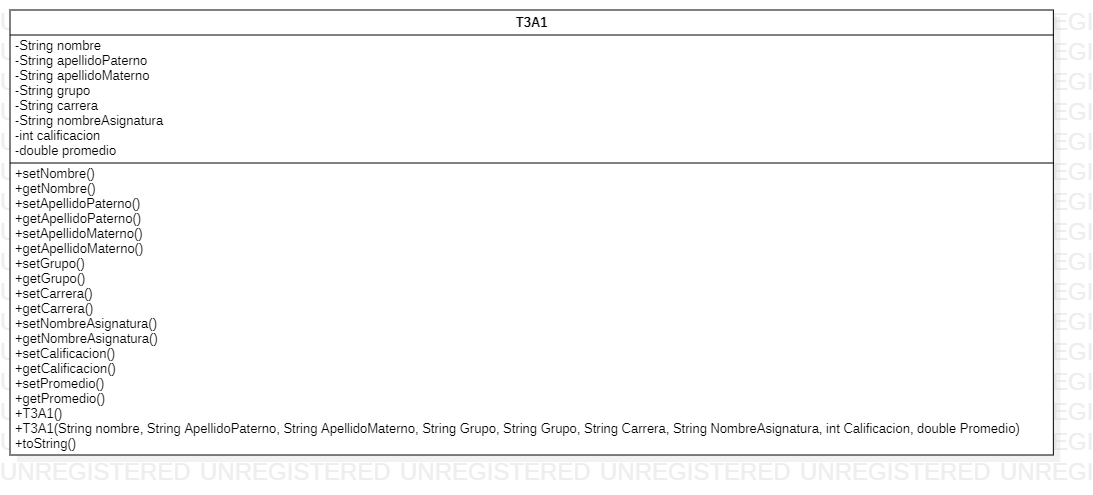 T3A1
-String nombre
-String apellidoPaterno
-String apellidoMaterno
-String grupo
-String carrera
-String nombreAsignatura
-int calificacion
-double promedio
+setNombre()
+getNombre()
+setApellidoPaterno()
+getApellidoPaterno()
+setApellidoMaterno()
+getApellidoMaterno()
+setGrupo()
+getGrupo()
+setCarrera()
+getCarrera()
+setNombreAsignatura()
+getNombreAsignatura()
+setCalificacion()
+getCalificacion()
+setPromedio()
+getPromedio()
+T3A1()
+T3A1(String nombre, String ApellidoPaterno, String ApellidoMaterno, String Grupo, String Grupo, String Carrera, String NombreAsignatura, int Calificacion, double Promedio)
+toString()
UNREGISTERED UNREGISTERED UNREGISTERED UNREGISTERED UNREGISTERED UNREGI